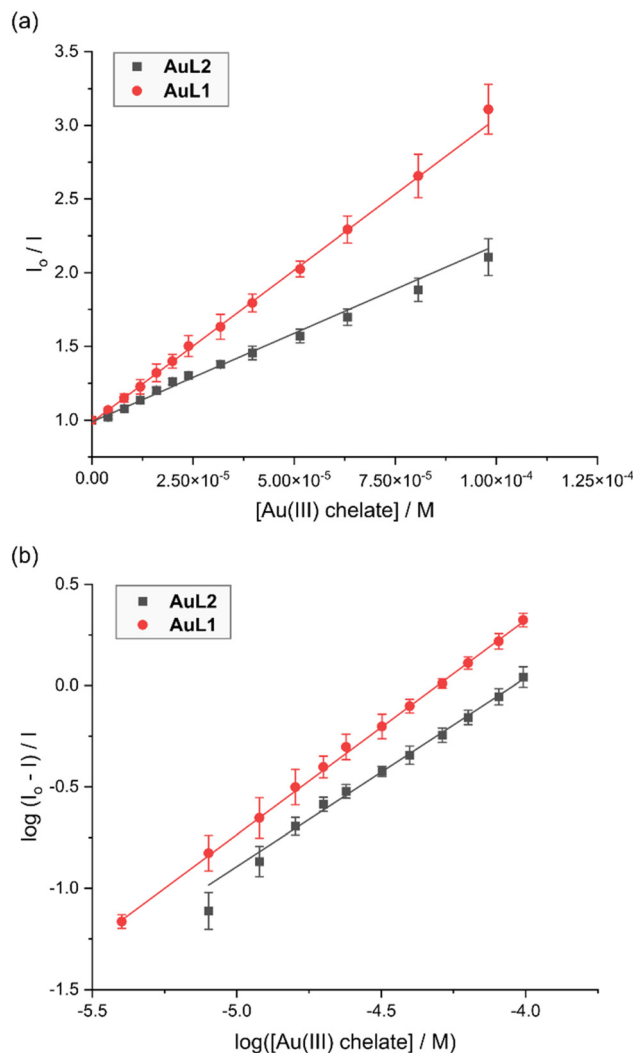 (a)
3.5
3.0
2.5
2.0
1.5
1.0
I₀ / I
AuL2
AuL1
0.00
2.50×10⁻⁵
5.00×10⁻⁵
7.50×10⁻⁵
1.00×10⁻⁴
1.25×10⁻⁴
[Au(III) chelate] / M
(b)
0.5
0.0
-0.5
-1.0
-1.5
log (I₀ - I) / I
AuL2
AuL1
-5.5
-5.0
-4.5
-4.0
log([Au(III) chelate] / M)